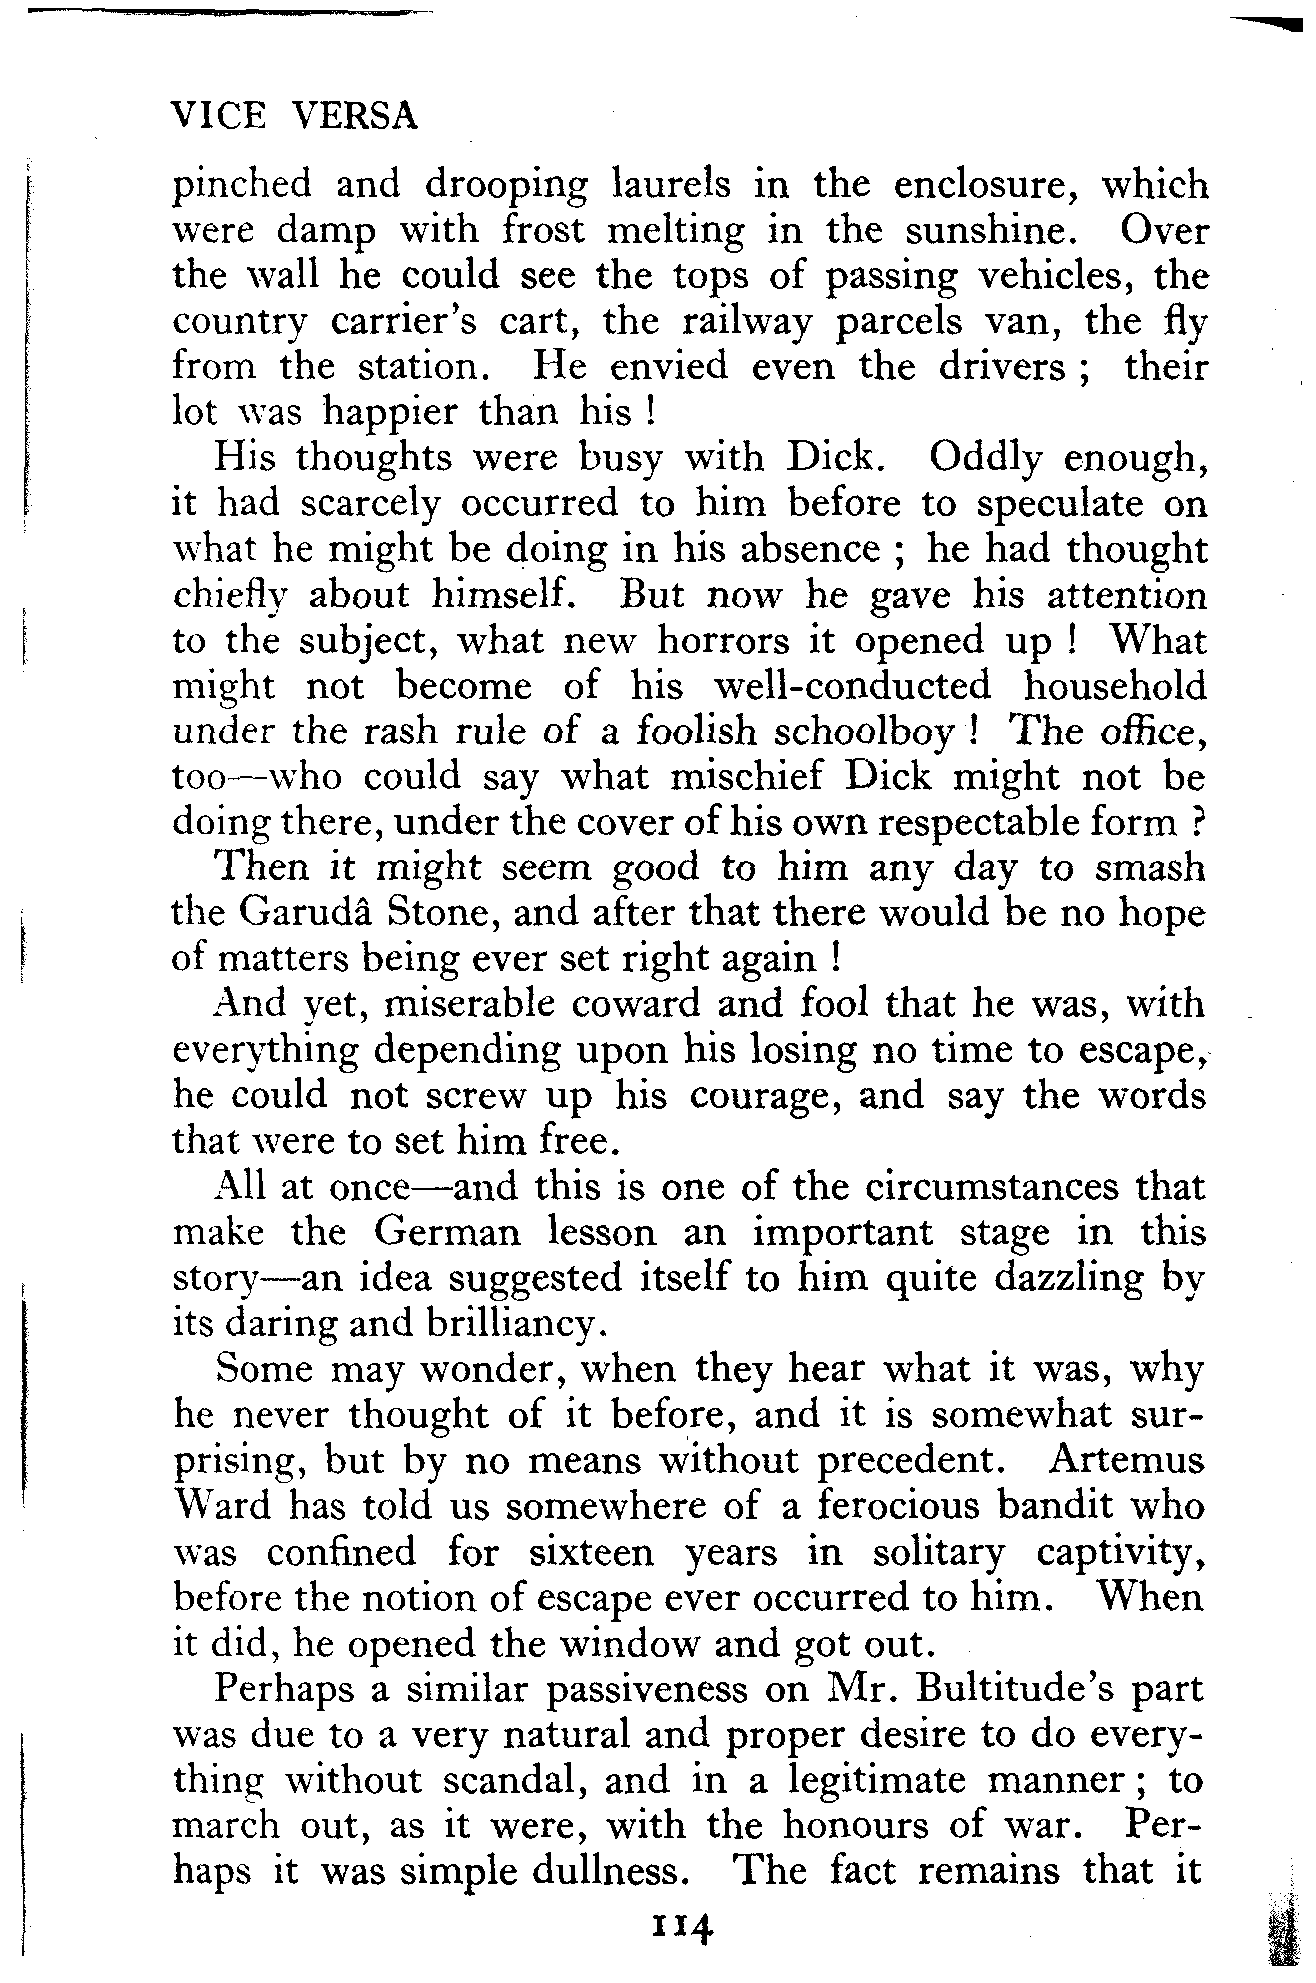 VICE VERSA
pinched and drooping laurels in the enclosure, which
were damp with frost melting in the sunshine. Over
the wall he could see the tops of passing vehicles, the
country carrier's cart, the railway parcels van, the fly
from the station. He envied even the drivers ; their
lot was happier than his !
His thoughts were busy with Dick. Oddly enough,
it had scarcely occurred to him before to speculate on
what he might be doing in his absence ; he had thought
chiefly about himself. But now he gave his attention
to the subject, what new horrors it opened up ! What
might not become of his well-conducted household
under the rash rule of a foolish schoolboy ! The office,
too—who could say what mischief Dick might not be
doing there, under the cover of his own respectable form ?
Then it might seem good to him any day to smash
the Garudâ Stone, and after that there would be no hope
of matters being ever set right again !
And yet, miserable coward and fool that he was, with
everything depending upon his losing no time to escape,
he could not screw up his courage, and say the words
that were to set him free.
All at once—and this is one of the circumstances that
make the German lesson an important stage in this
story—an idea suggested itself to him quite dazzling by
its daring and brilliancy.
Some may wonder, when they hear what it was, why
he never thought of it before, and it is somewhat sur-
prising, but by no means without precedent. Artemus
Ward has told us somewhere of a ferocious bandit who
was confined for sixteen years in solitary captivity,
before the notion of escape ever occurred to him. When
it did, he opened the window and got out.
Perhaps a similar passiveness on Mr. Bultitude's part
was due to a very natural and proper desire to do every-
thing without scandal, and in a legitimate manner ; to
march out, as it were, with the honours of war. Per-
haps it was simple dullness. The fact remains that it
114